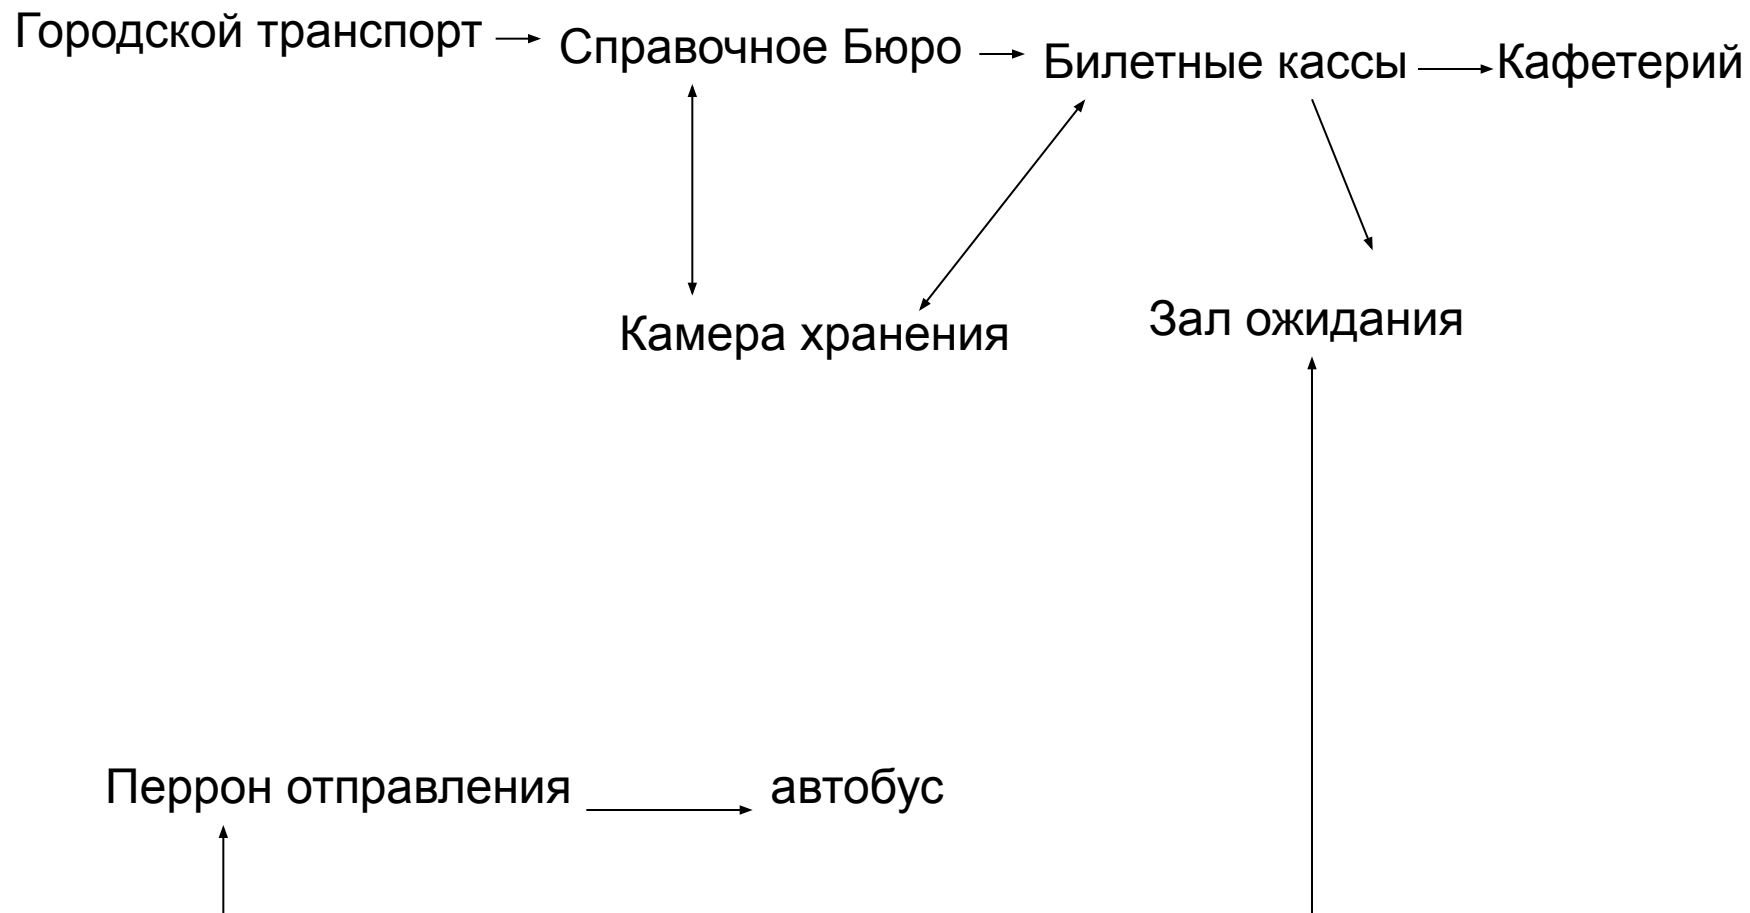 Городской транспорт
Справочное Бюро
Билетные кассы
Кафетерий
Камера хранения
Зал ожидания
Перрон отправления
автобус